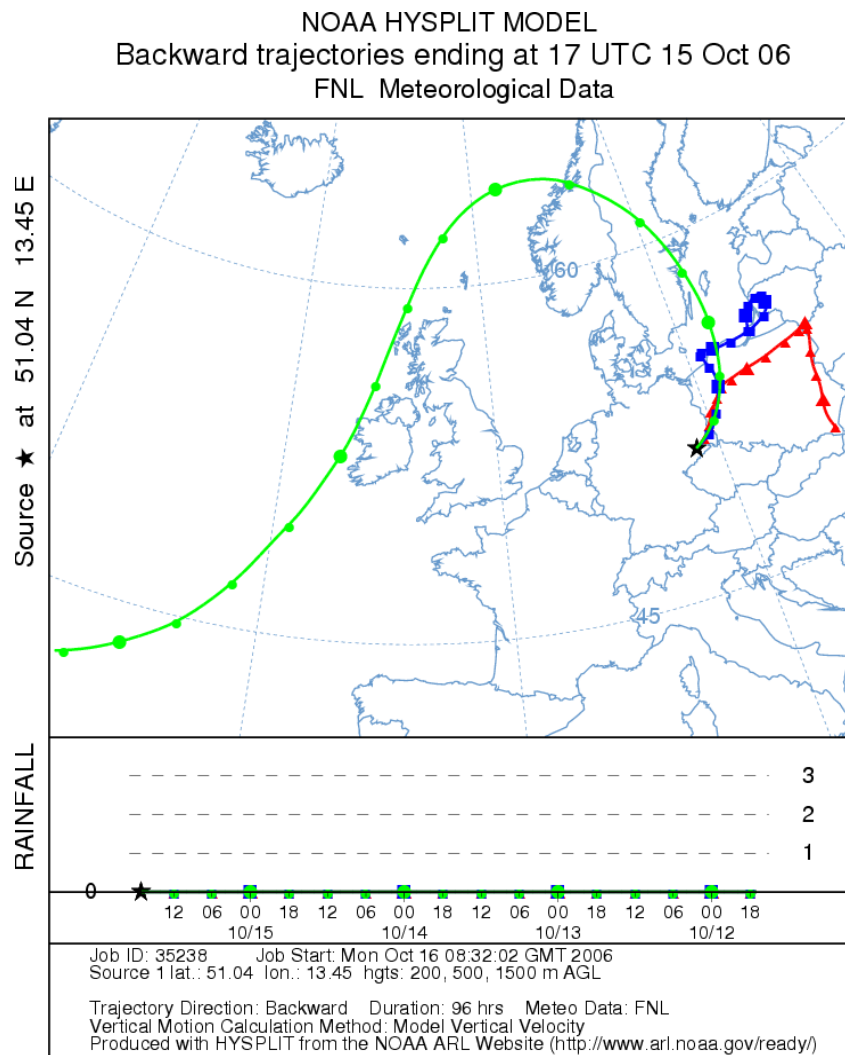 NOAA HYSPLIT MODEL
Backward trajectories ending at 17 UTC 15 Oct 06
FNL Meteorological Data
Source ★ at 51.04 N 13.45 E
60
45
RAINFALL
3
2
1
0
12 06 00 18 12 06 00 18 12 06 00 18 12 06 00 18
10/15 10/14 10/13 10/12
Job ID: 35238 Job Start: Mon Oct 16 08:32:02 GMT 2006
Source 1 lat.: 51.04 lon.: 13.45 hgts: 200, 500, 1500 m AGL
Trajectory Direction: Backward Duration: 96 hrs Meteo Data: FNL
Vertical Motion Calculation Method: Model Vertical Velocity
Produced with HYSPLIT from the NOAA ARL Website (http://www.arl.noaa.gov/ready/)